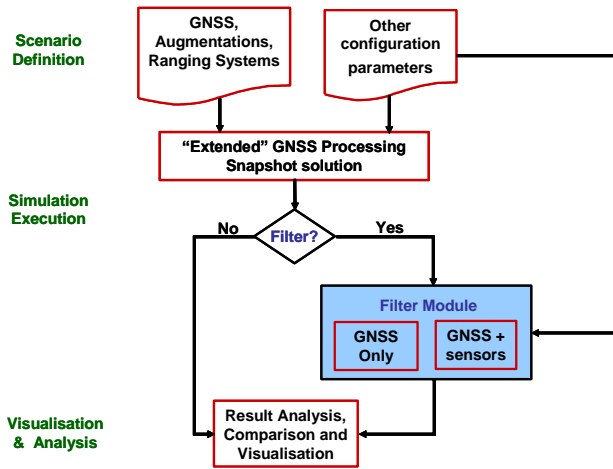 Scenario
Definition
GNSS,
Augmentations,
Ranging Systems
Other
configuration
parameters
“Extended” GNSS Processing
Snapshot solution
Simulation
Execution
No
Filter?
Yes
Filter Module
GNSS
Only
GNSS +
sensors
Visualisation
& Analysis
Result Analysis,
Comparison and
Visualisation